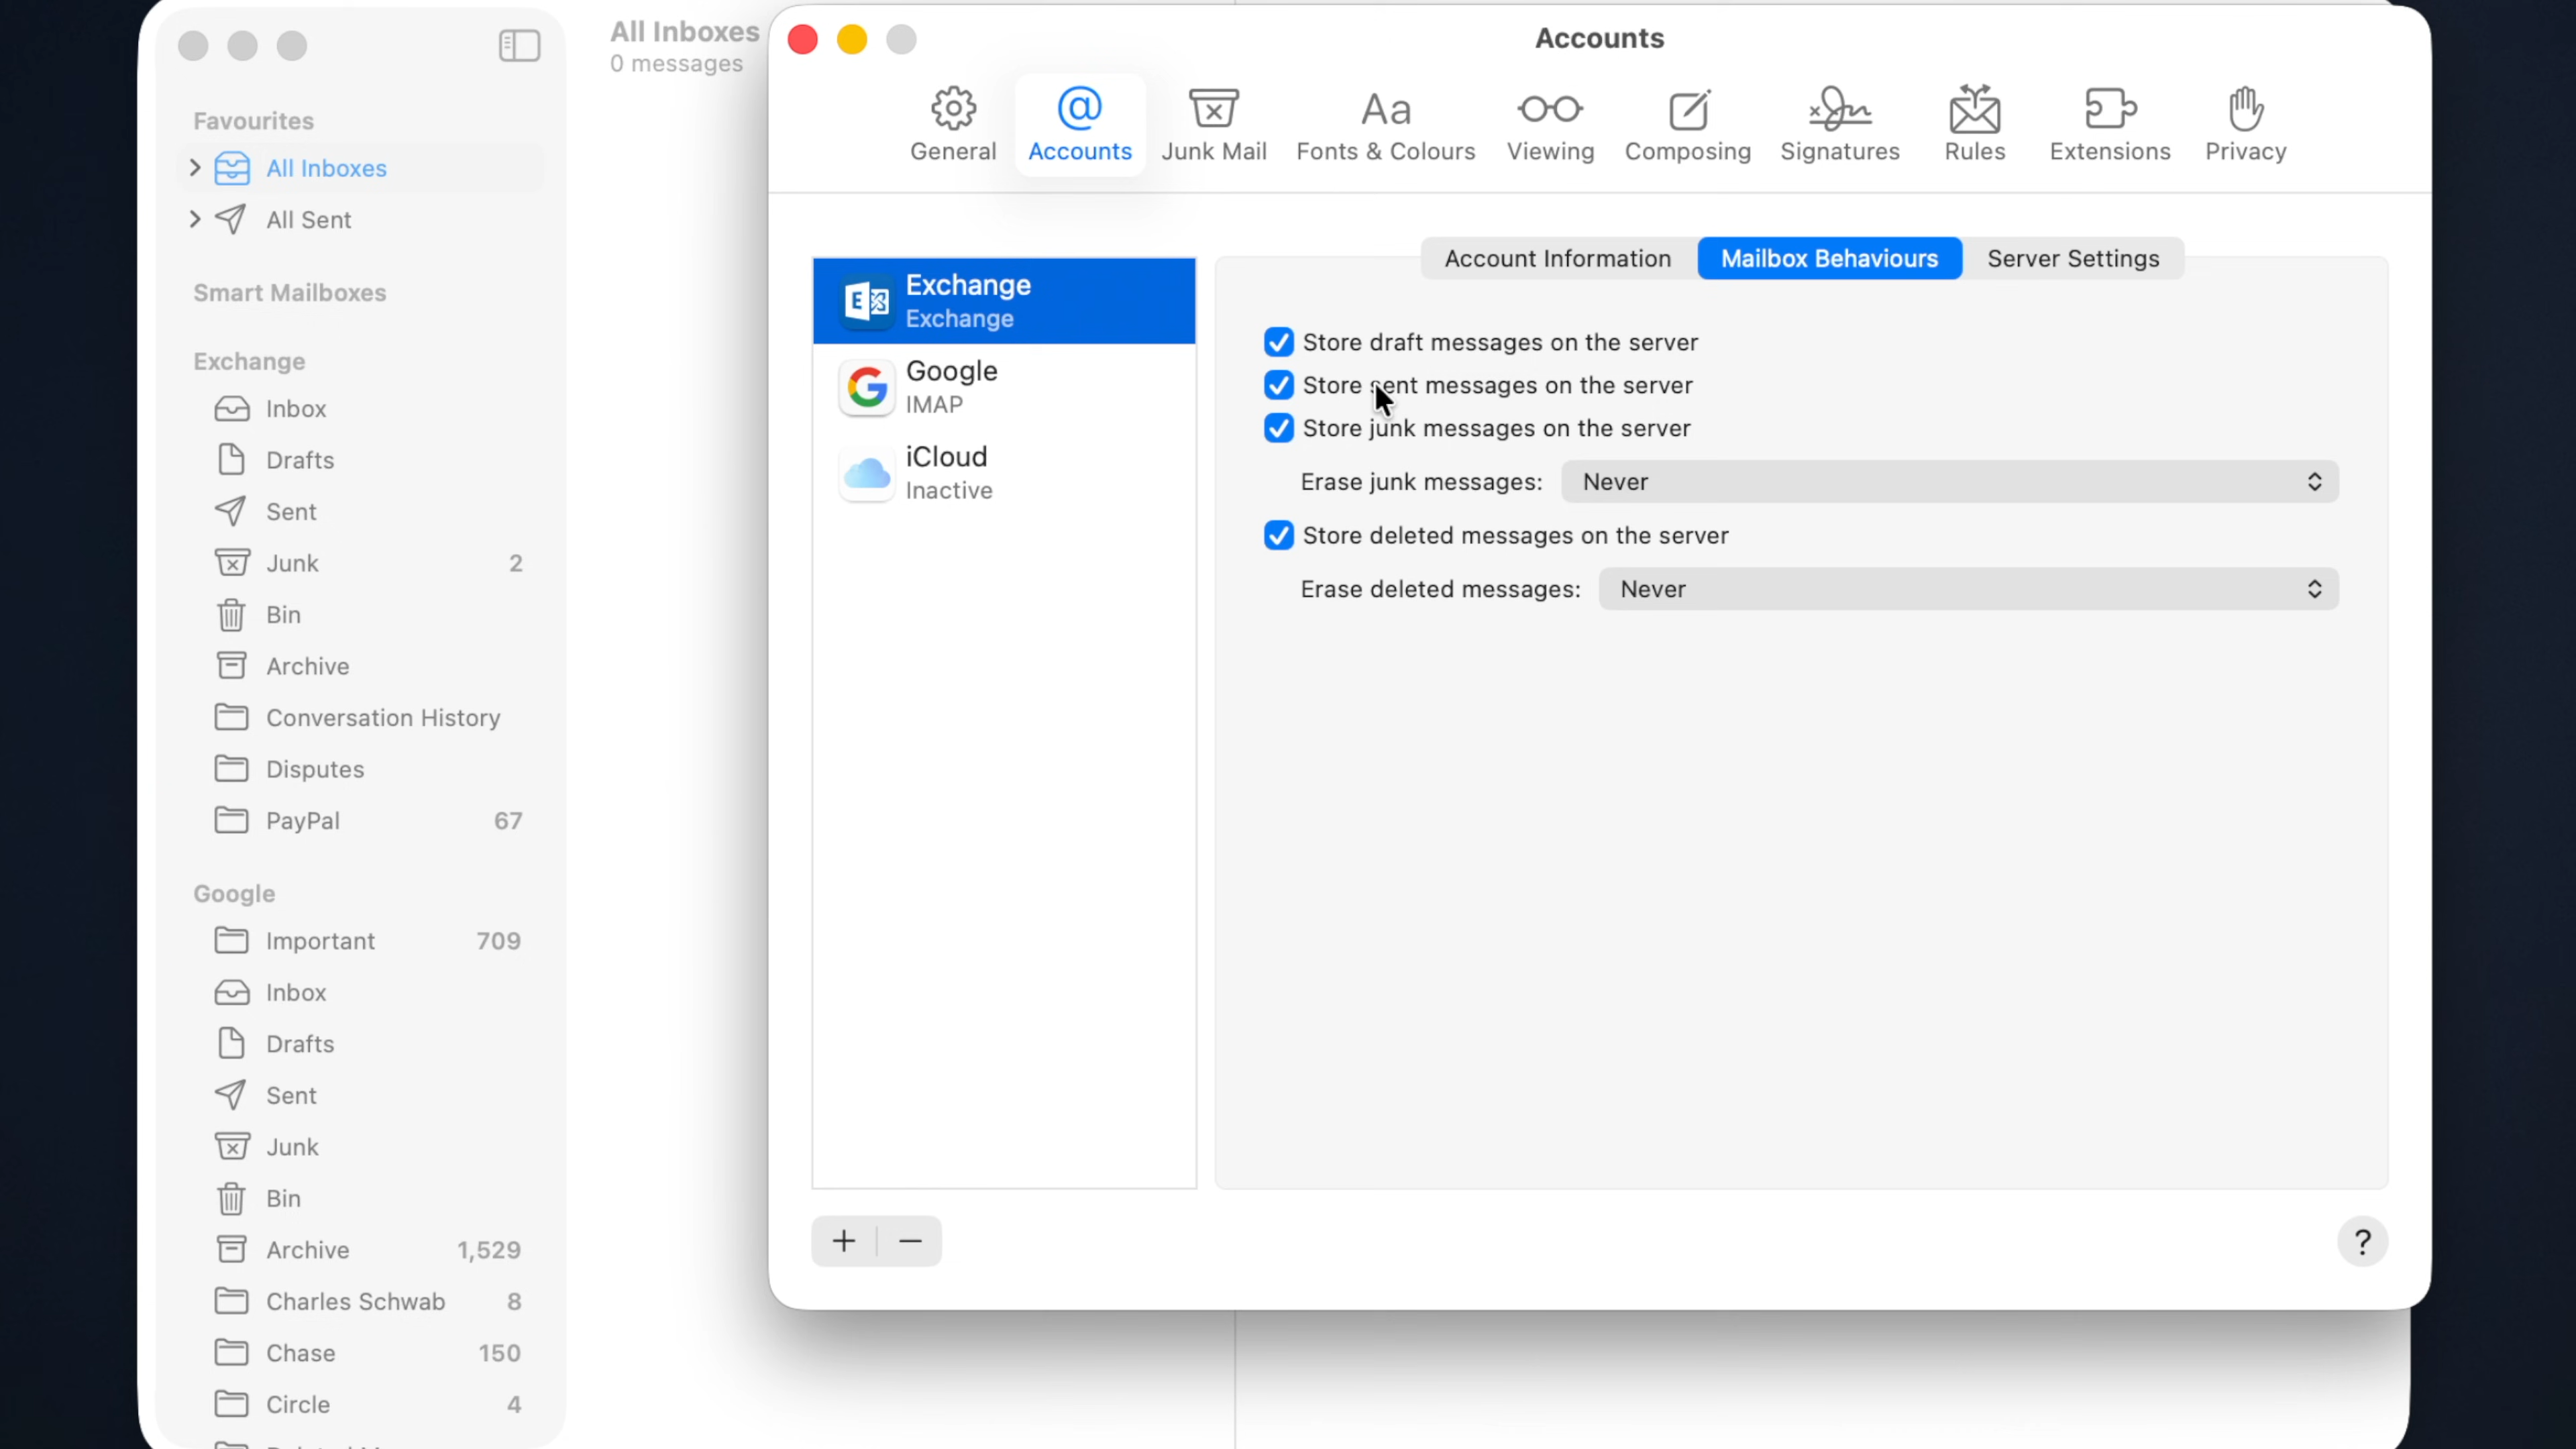 All Inboxes
0 messages
Favourites
All Inboxes
All Sent
Smart Mailboxes
Exchange
Inbox
Drafts
Sent
Junk 2
Bin
Archive
Conversation History
Disputes
PayPal 67
Google
Important 709
Inbox
Drafts
Sent
Junk
Bin
Archive 1,529
Charles Schwab 8
Chase 150
Circle 4
Accounts
General Accounts Junk Mail Fonts & Colours Viewing Composing Signatures Rules Extensions Privacy
Exchange
Exchange
Google
IMAP
iCloud
Inactive
Account Information Mailbox Behaviours Server Settings
Store draft messages on the server
Store sent messages on the server
Store junk messages on the server
Erase junk messages: Never
Store deleted messages on the server
Erase deleted messages: Never
+ −
?